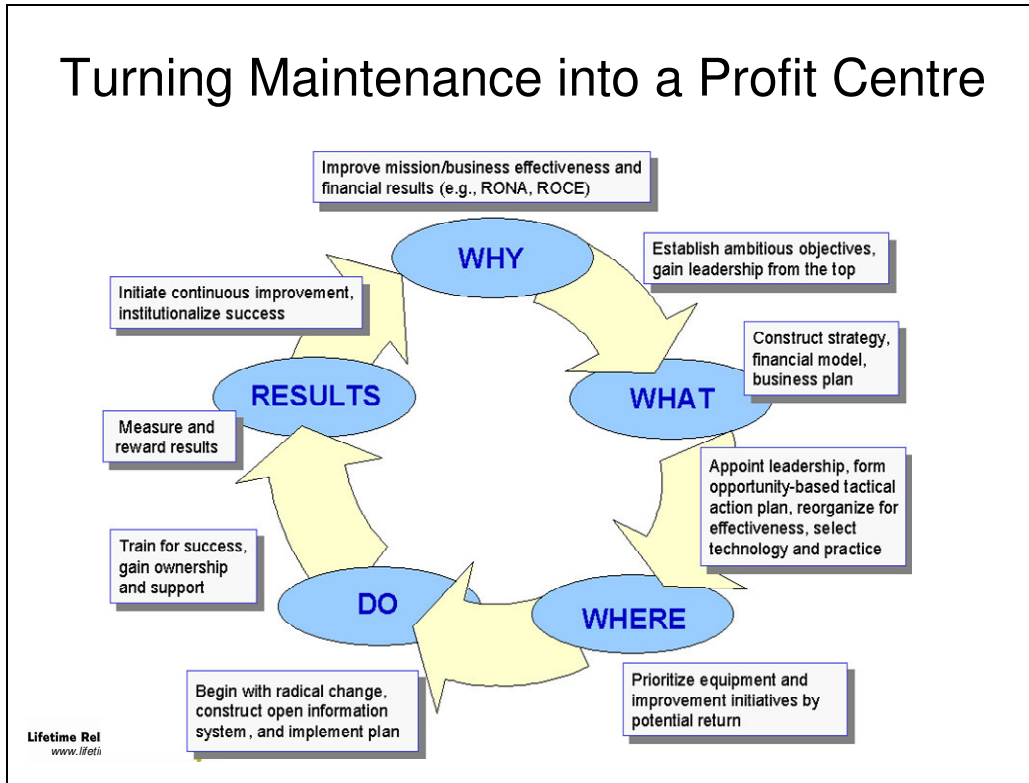 Turning Maintenance into a Profit Centre
Improve mission/business effectiveness and
financial results (e.g., RONA, ROCE)
WHY
Establish ambitious objectives,
gain leadership from the top
Construct strategy,
financial model,
business plan
WHAT
Appoint leadership, form
opportunity-based tactical
action plan, reorganize for
effectiveness, select
technology and practice
WHERE
Prioritize equipment and
improvement initiatives by
potential return
DO
Begin with radical change,
construct open information
system, and implement plan
Train for success,
gain ownership
and support
RESULTS
Measure and
reward results
Initiate continuous improvement,
institutionalize success
Lifetime Rel